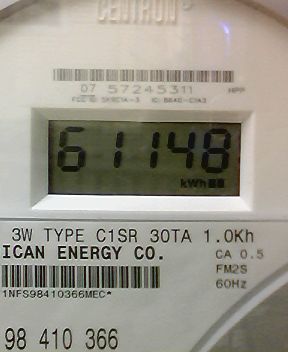 CENTRON®
07 57245311
61148
kWh
3W TYPE C1SR 30TA 1.0Kh
ICAN ENERGY CO.
CA 0.5
FM2S
60Hz
1NFS98410366MEC*
98 410 366